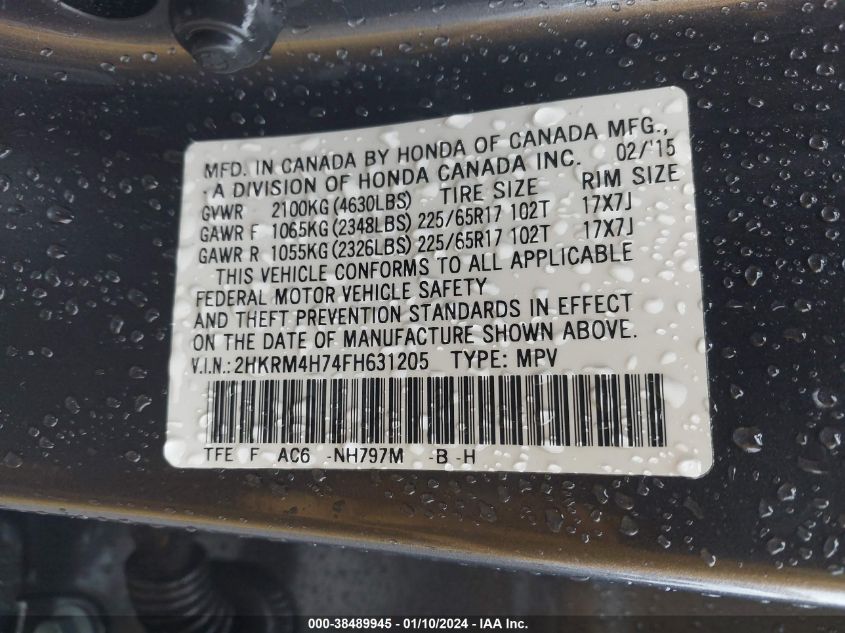 MFD. IN CANADA BY HONDA OF CANADA MFG.,
A DIVISION OF HONDA CANADA INC. 02/'15
GVWR 2100KG(4630LBS) TIRE SIZE RIM SIZE
GAWR F 1065KG(2348LBS) 225/65R17 102T 17X7J
GAWR R 1055KG(2326LBS) 225/65R17 102T 17X7J
THIS VEHICLE CONFORMS TO ALL APPLICABLE
FEDERAL MOTOR VEHICLE SAFETY
AND THEFT PREVENTION STANDARDS IN EFFECT
ON THE DATE OF MANUFACTURE SHOWN ABOVE.
V.I.N.: 2HKRM4H74FH631205 TYPE: MPV
TFE F AC6 -NH797M -B -H
000-38489945 - 01/10/2024 - IAA Inc.